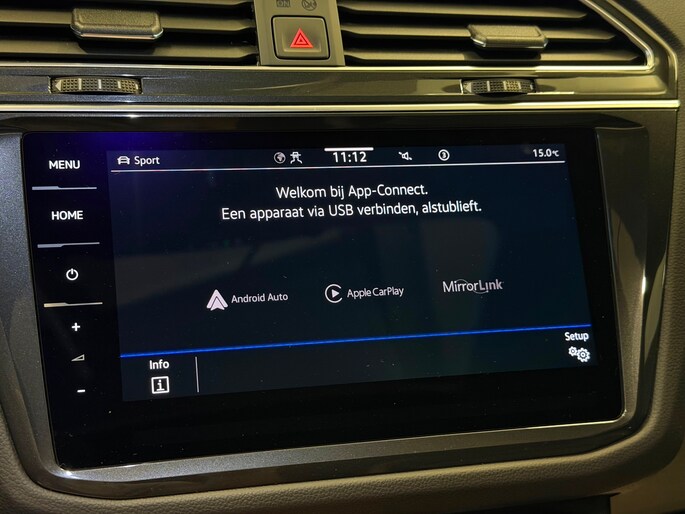 MENU
HOME
Sport
11:12
3
15.0°C
Welkom bij App-Connect.
Een apparaat via USB verbinden, alstublieft.
Android Auto
Apple CarPlay
MirrorLink
Info
i
Setup
+
-